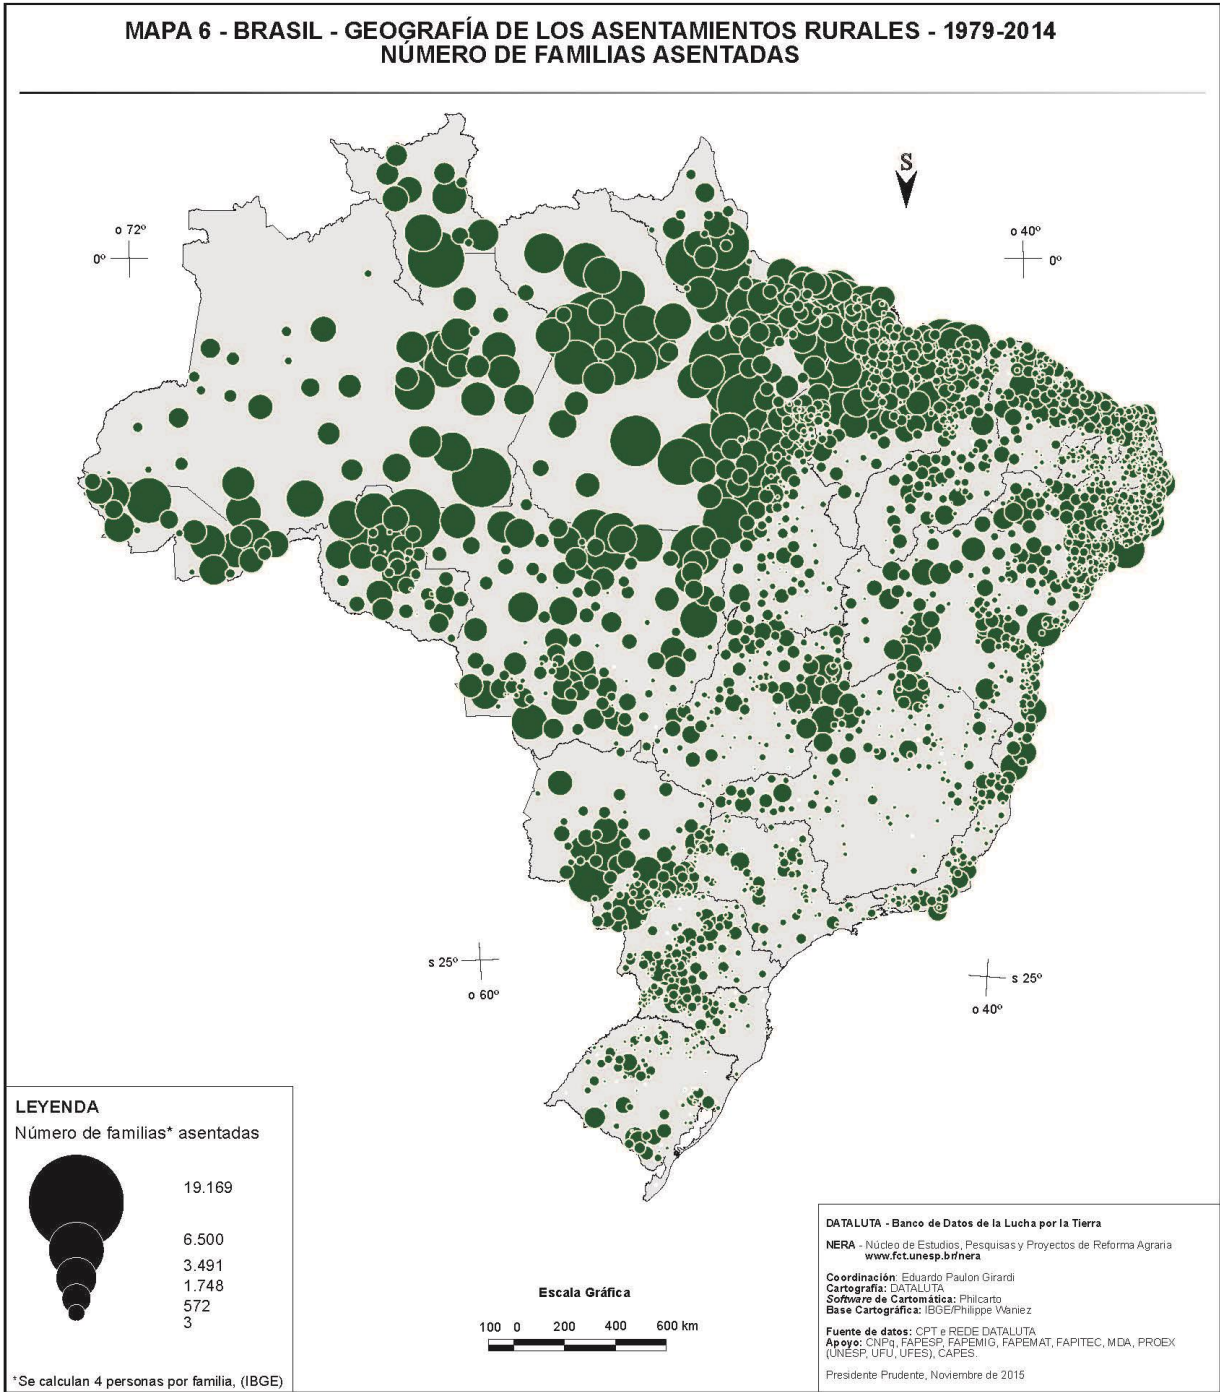 MAPA 6 - BRASIL - GEOGRAFÍA DE LOS ASENTAMIENTOS RURALES - 1979-2014
NÚMERO DE FAMILIAS ASENTADAS
S
o 72º
0º
o 40º
0º
s 25º
o 60º
s 25º
o 40º
LEYENDA
Número de familias* asentadas
19.169
6.500
3.491
1.748
572
3
*Se calculan 4 personas por familia, (IBGE)
Escala Gráfica
100 0 200 400 600 km
DATALUTA - Banco de Datos de la Lucha por la Tierra
NERA - Núcleo de Estudios, Pesquisas y Proyectos de Reforma Agraria
www.fct.unesp.br/nera
Coordinación: Eduardo Paulon Girardi
Cartografía: DATALUTA
Software de Cartomática: Philcarto
Base Cartográfica: IBGE/Philippe Waniez
Fuente de datos: CPT e REDE DATALUTA
Apoyo: CNPq, FAPESP, FAPEMIG, FAPEMAT, FAPITEC, MDA, PROEX
(UNESP, UFU, UFES), CAPES.
Presidente Prudente, Noviembre de 2015